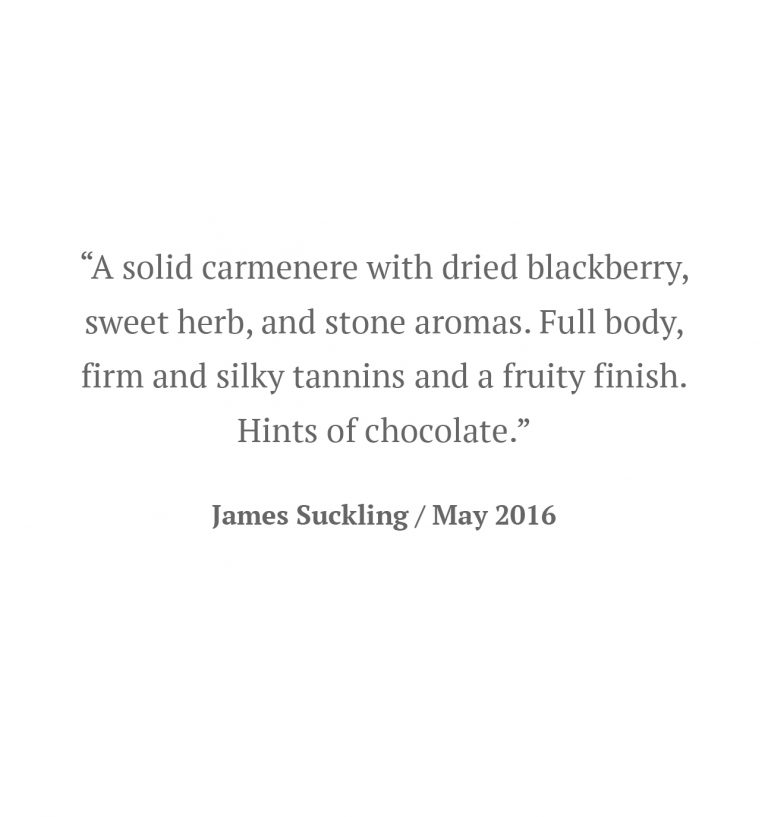 “A solid carmenere with dried blackberry,
sweet herb, and stone aromas. Full body,
firm and silky tannins and a fruity finish.
Hints of chocolate.”
James Suckling / May 2016